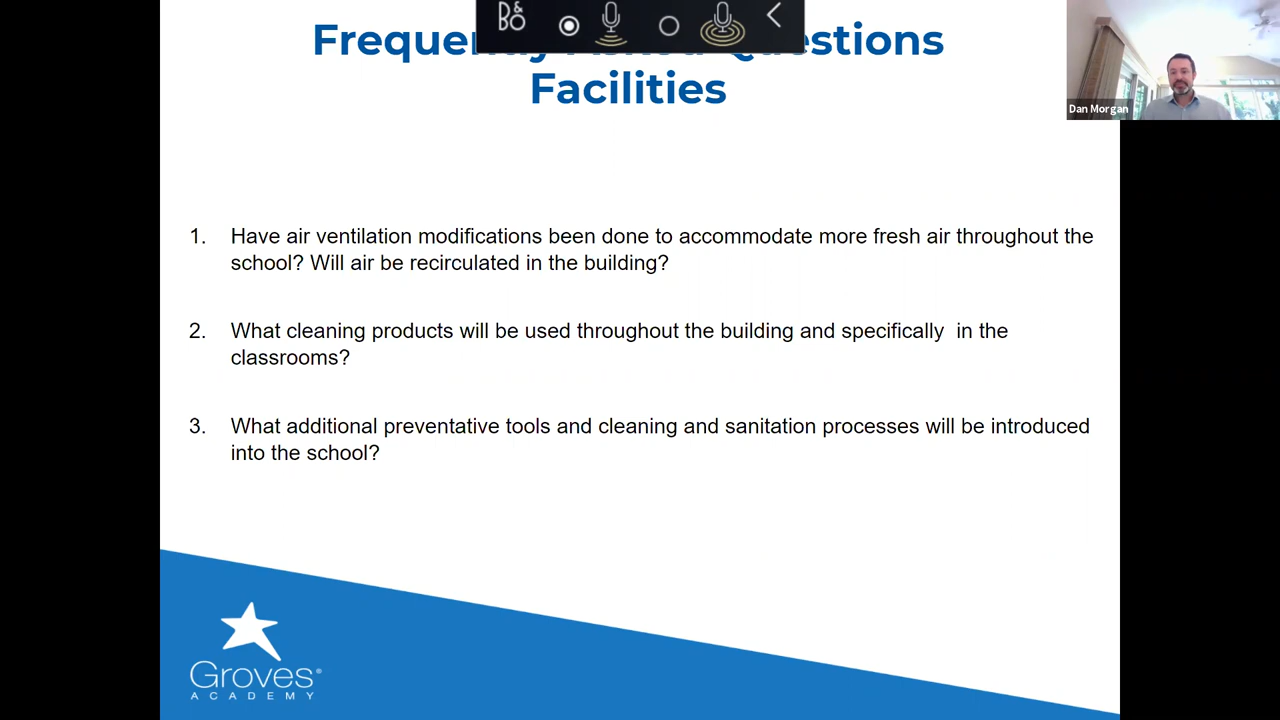 B&O
Frequen estions
Facilities
Dan Morgan
1. Have air ventilation modifications been done to accommodate more fresh air throughout the
school? Will air be recirculated in the building?
2. What cleaning products will be used throughout the building and specifically  in the
classrooms?
3. What additional preventative tools and cleaning and sanitation processes will be introduced
into the school?
Groves®
ACADEMY